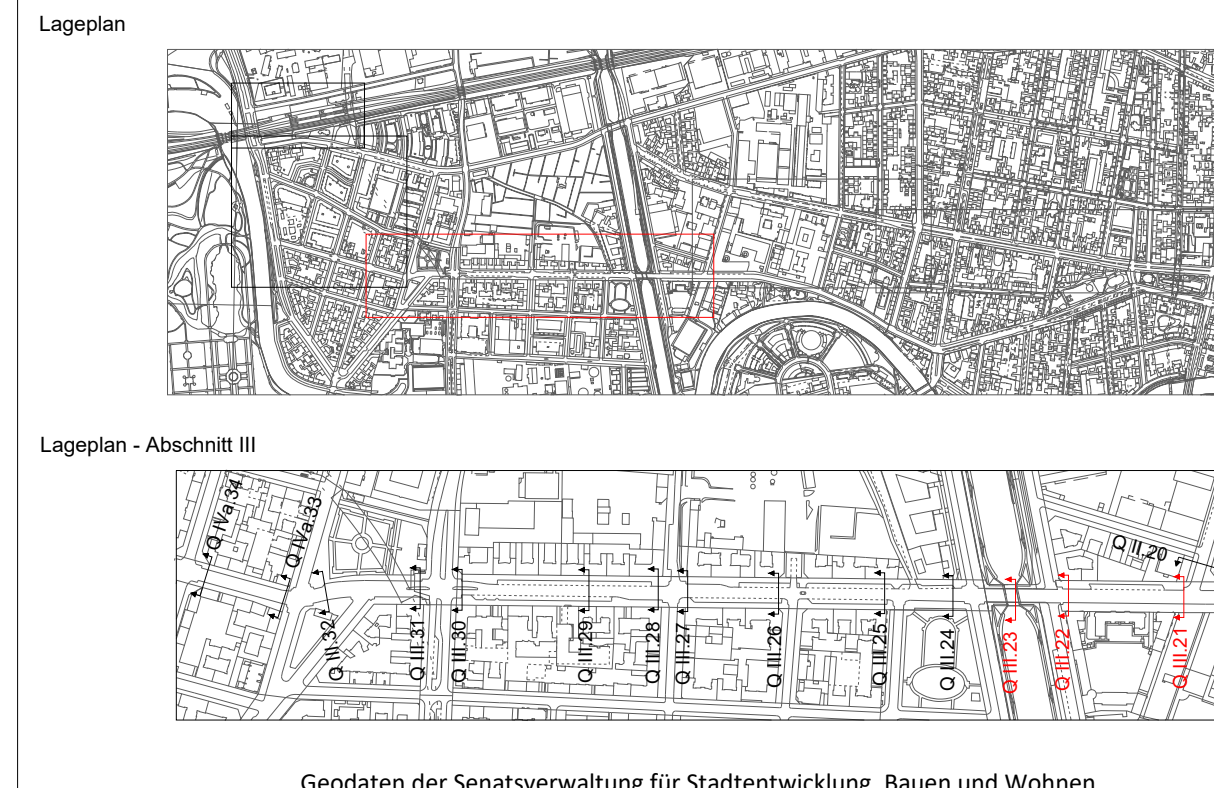 Lageplan
Lageplan - Abschnitt III
Q IVa.34
Q IVa.33
Q III.32
Q III.31
Q III.30
Q III.29
Q III.28
Q III.27
Q III.26
Q III.25
Q III.24
Q III.23
Q III.22
Q II.20
Q III.21
Geodaten der Senatsverwaltung für Stadtentwicklung, Bauen und Wohnen